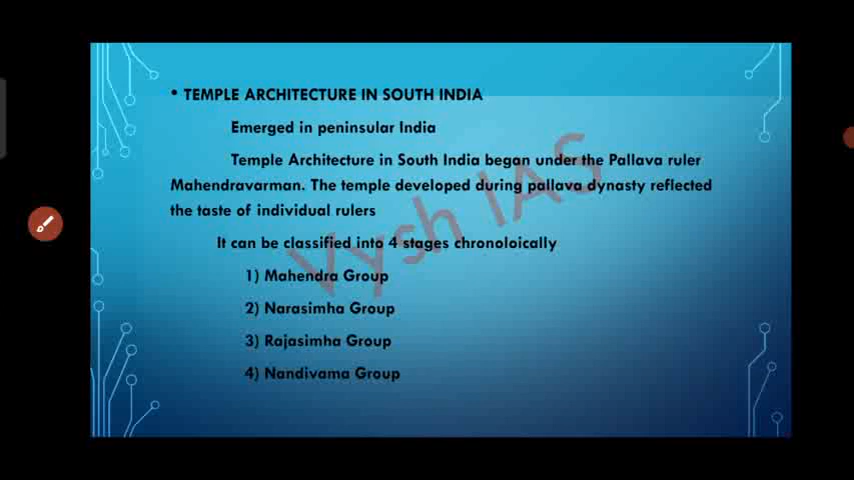 • TEMPLE ARCHITECTURE IN SOUTH INDIA
Emerged in peninsular India
Temple Architecture in South India began under the Pallava ruler
Mahendravarman. The temple developed during pallava dynasty reflected
the taste of individual rulers
It can be classified into 4 stages chronoloically
1) Mahendra Group
2) Narasimha Group
3) Rajasimha Group
4) Nandivama Group
Vysh IAS